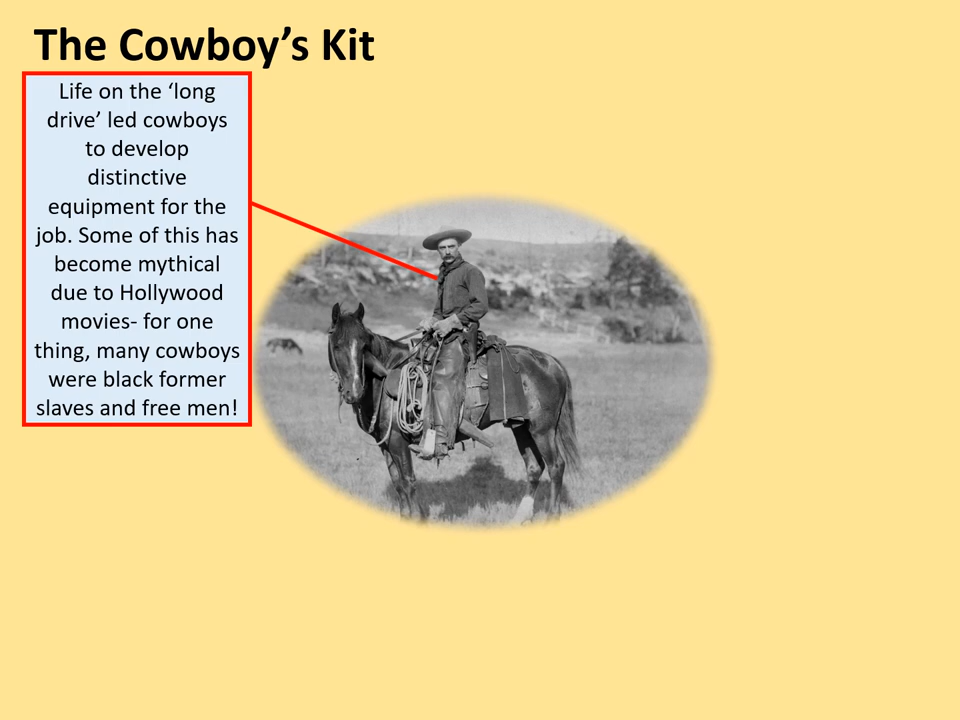 The Cowboy’s Kit
Life on the ‘long
drive’ led cowboys
to develop
distinctive
equipment for the
job. Some of this has
become mythical
due to Hollywood
movies- for one
thing, many cowboys
were black former
slaves and free men!